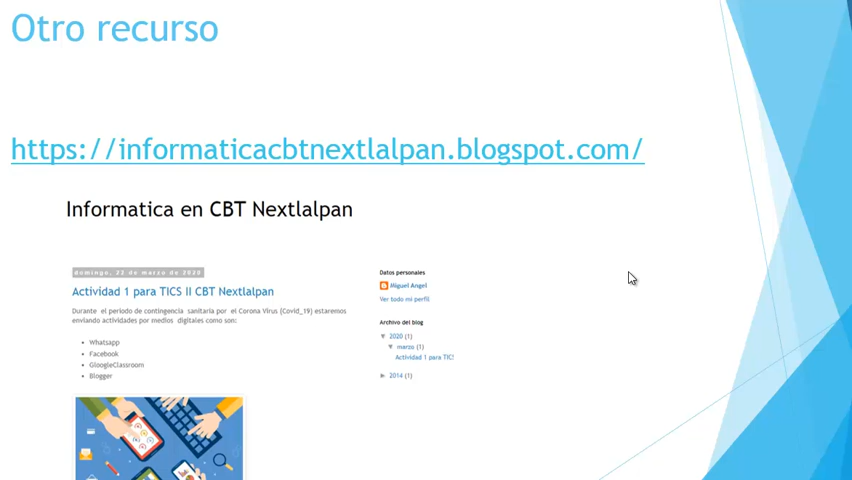 Otro recurso
https://informaticacbtnextlalpan.blogspot.com/
Informatica en CBT Nextlalpan
domingo, 22 de marzo de 2020
Actividad 1 para TICS II CBT Nextlalpan
Durante el periodo de contingencia sanitaria por el Corona Virus (Covid_19) estaremos
enviando actividades por medios digitales como son:
Whatsapp
Facebook
GloogleClassroom
Blogger
Datos personales
Miguel Angel
Ver todo mi perfil
Archivo del blog
▼ 2020 (1)
▼ marzo (1)
Actividad 1 para TIC!
► 2014 (1)